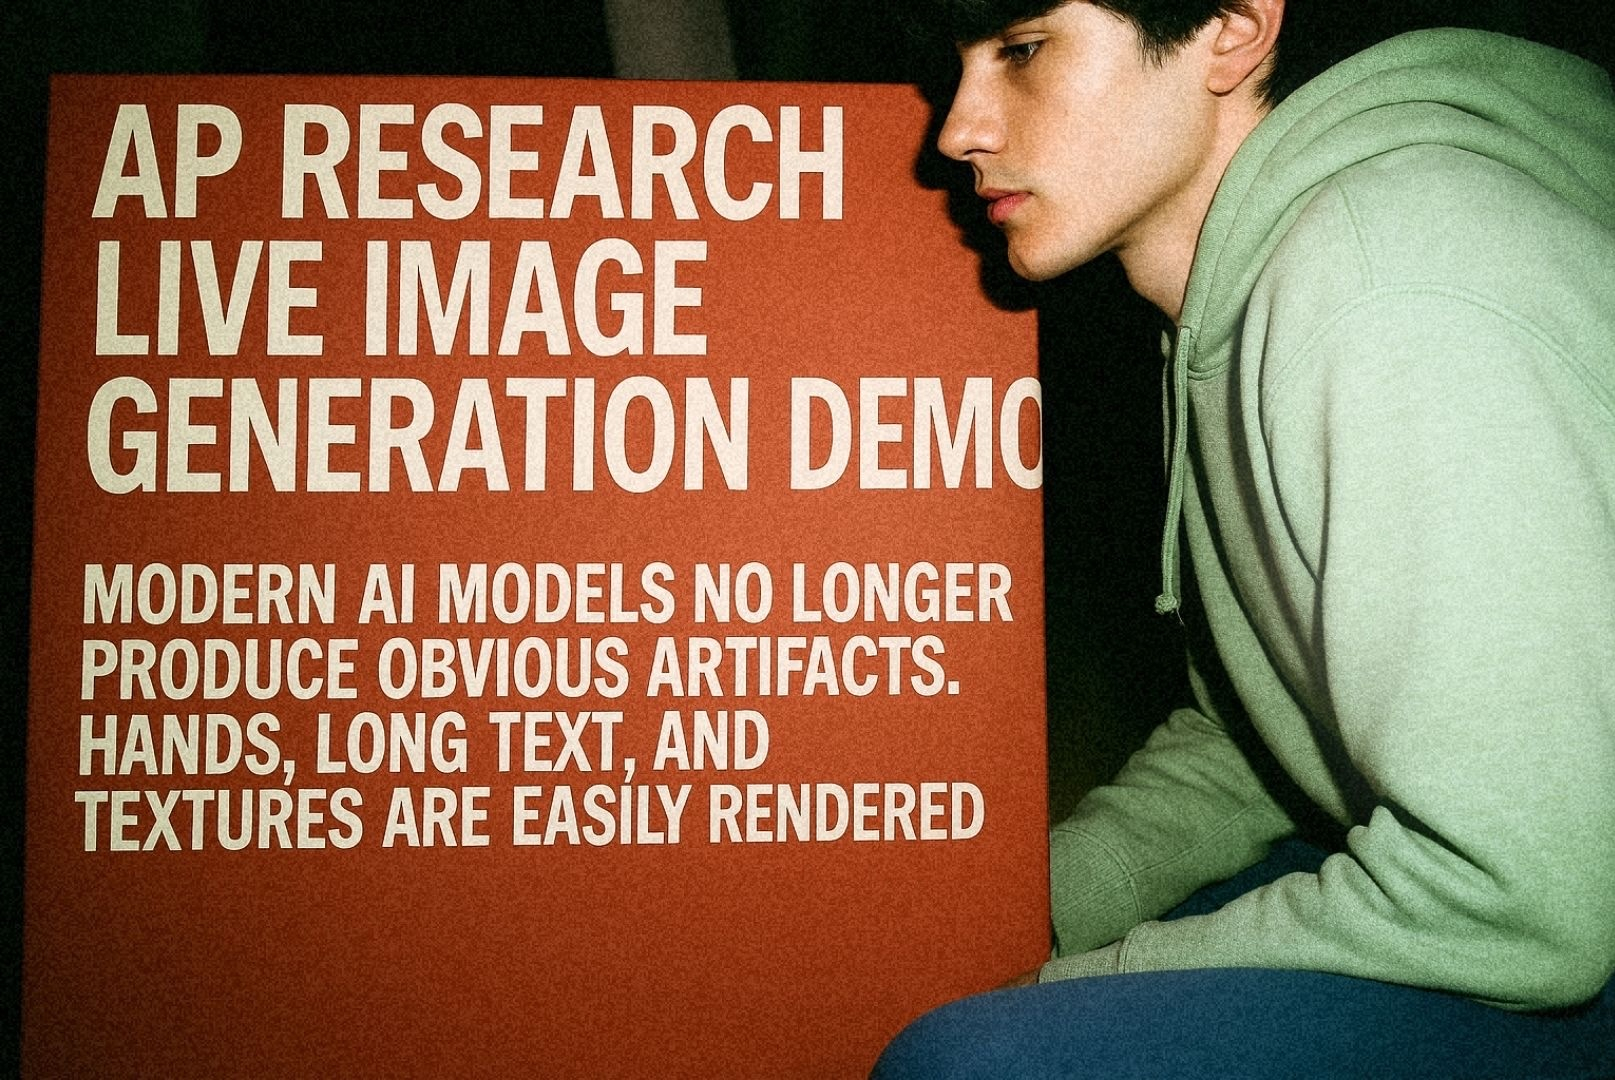 AP RESEARCH
LIVE IMAGE
GENERATION DEMO
MODERN AI MODELS NO LONGER
PRODUCE OBVIOUS ARTIFACTS.
HANDS, LONG TEXT, AND
TEXTURES ARE EASILY RENDERED